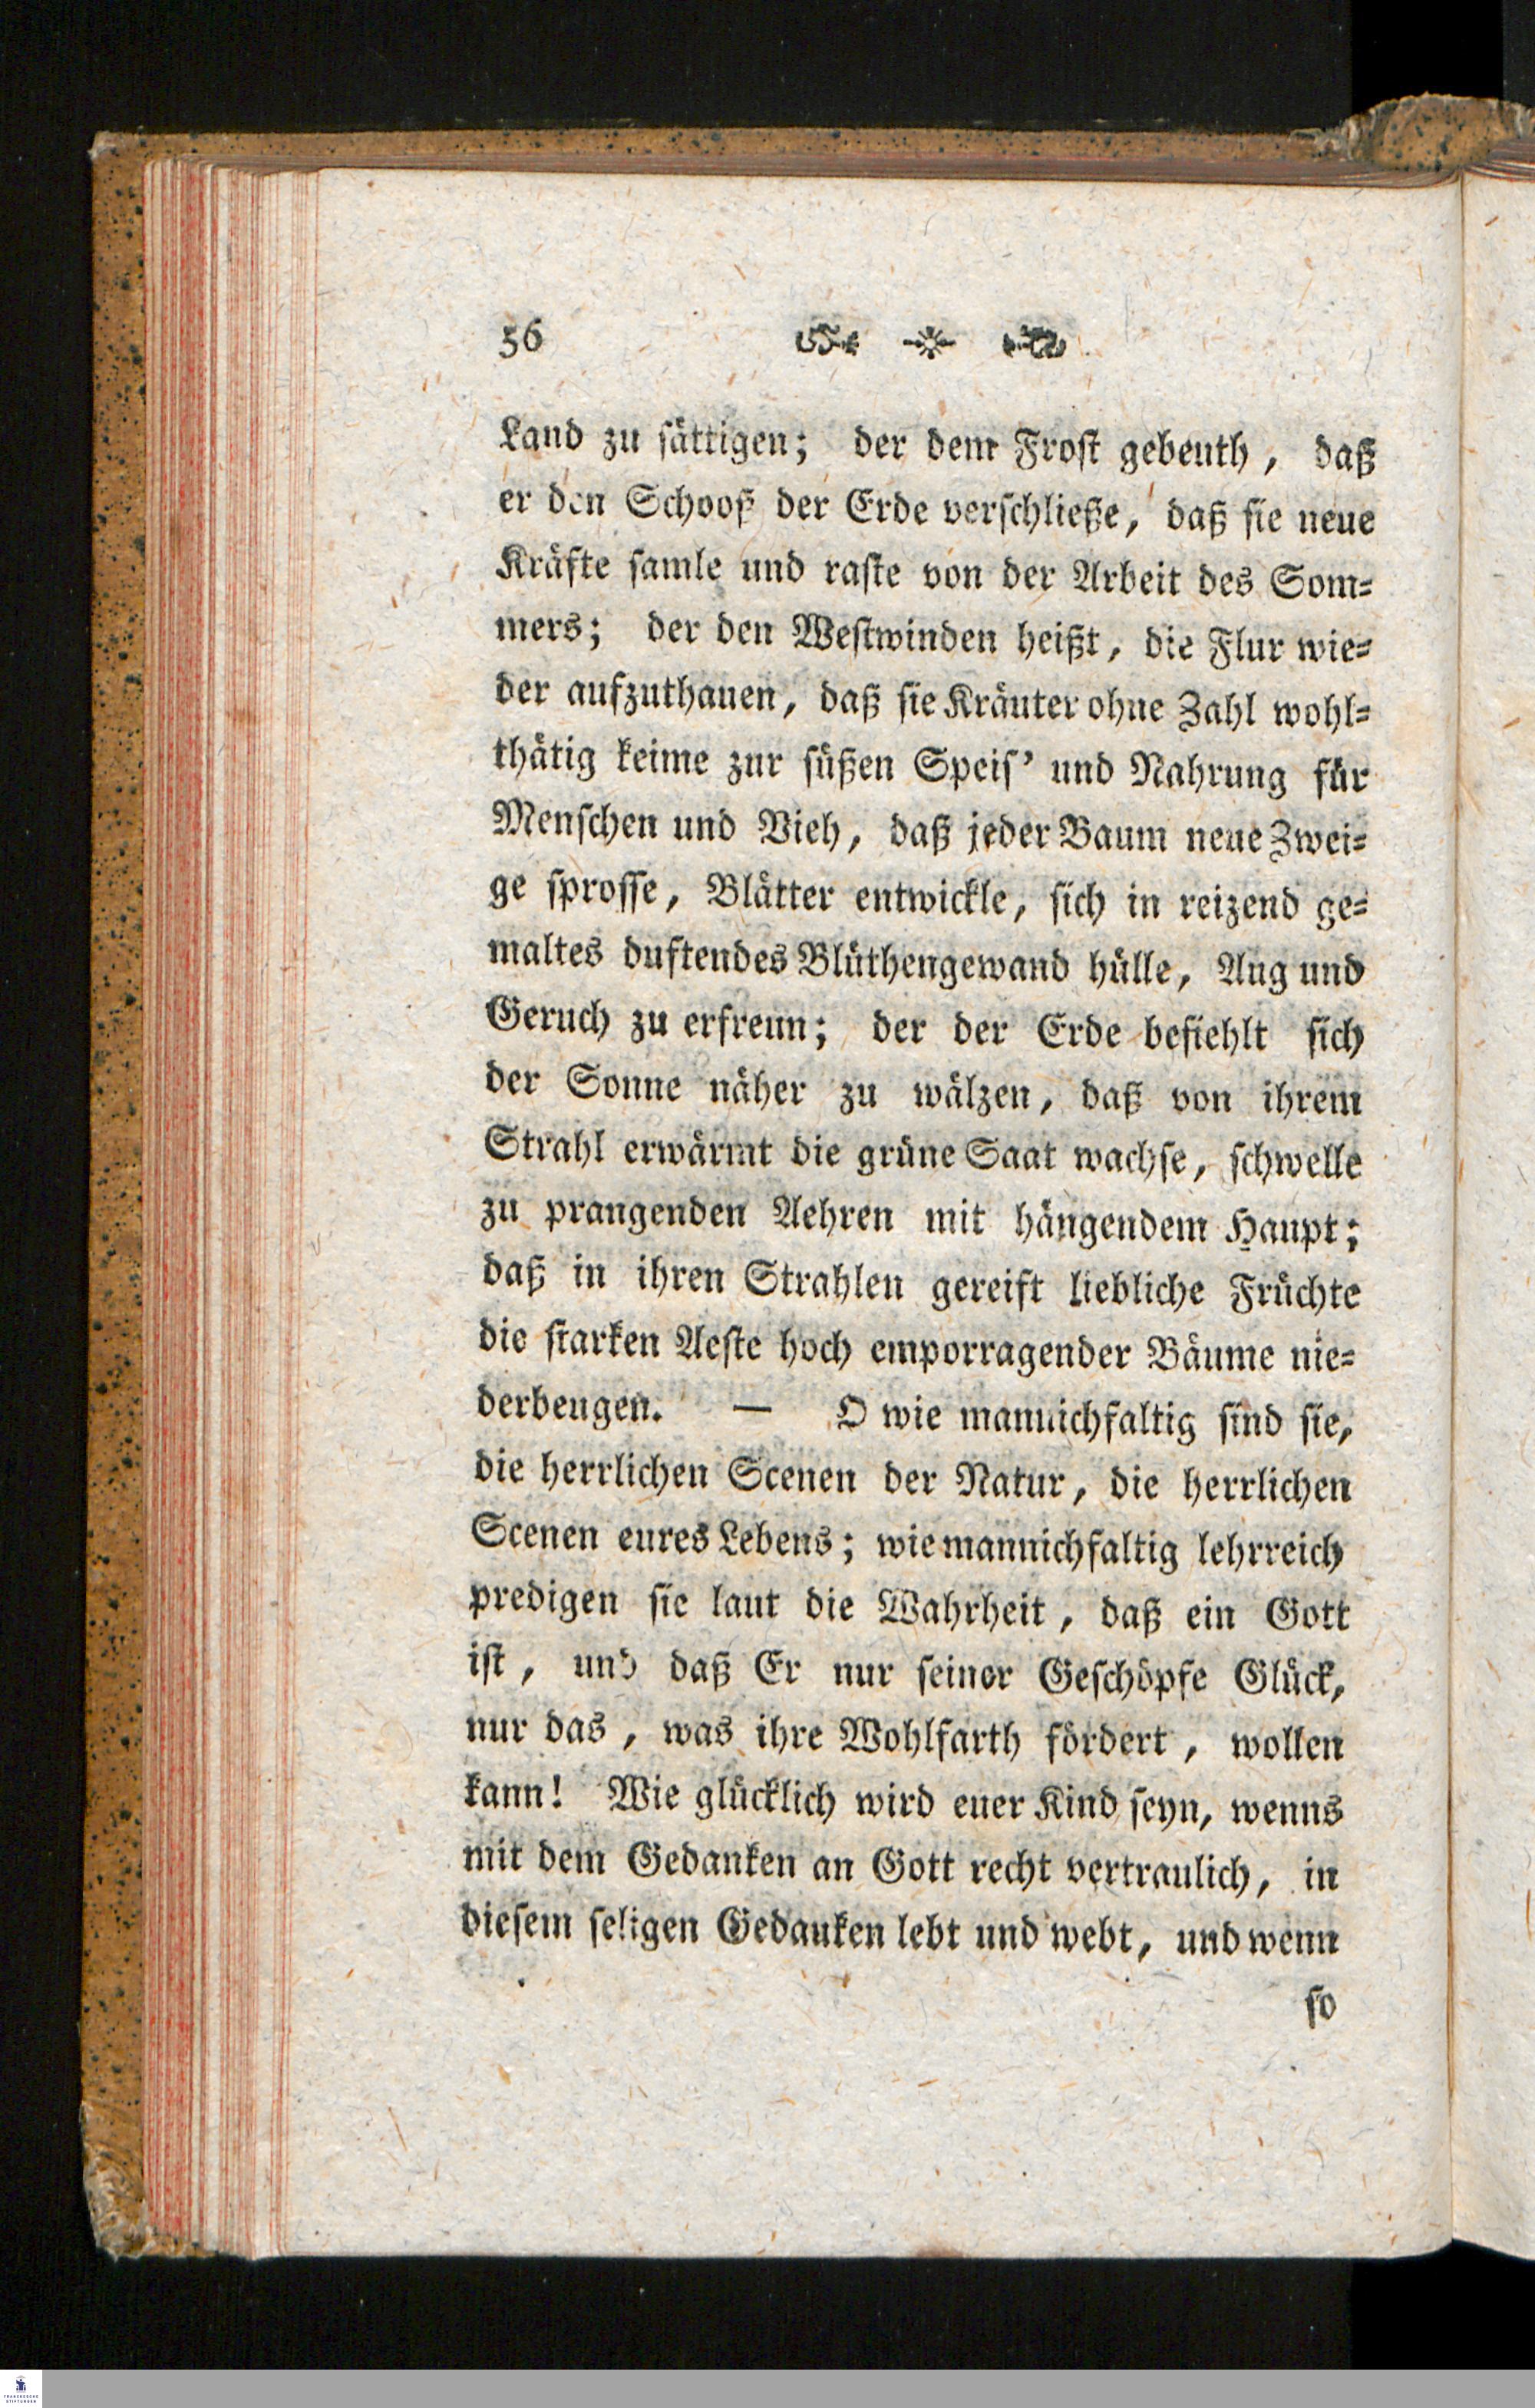 56
Land zu sättigen; der dem Frost gebeuth, daß
er den Schooß der Erde verschließe, daß sie neue
Kräfte samle und raste von der Arbeit des Som=
mers; der den Westwinden heißt, die Flur wie=
der aufzuthauen, daß sie Kräuter ohne Zahl wohl=
thätig keime zur süßen Speis' und Nahrung für
Menschen und Vieh, daß jeder Baum neue Zwei=
ge sprosse, Blätter entwickle, sich in reizend ge=
maltes duftendes Blüthengewand hülle, Aug und
Geruch zu erfreun; der der Erde befiehlt sich
der Sonne näher zu wälzen, daß von ihrem
Strahl erwärmt die grüne Saat wachse, schwelle
zu prangenden Aehren mit hängendem Haupt;
daß in ihren Strahlen gereift liebliche Früchte
die starken Aeste hoch emporragender Bäume nie=
derbeugen. — O wie mannichfaltig sind sie,
die herrlichen Scenen der Natur, die herrlichen
Scenen eures Lebens; wie mannichfaltig lehrreich
predigen sie laut die Wahrheit, daß ein Gott
ist, und daß Er nur seiner Geschöpfe Glück,
nur das, was ihre Wohlfarth fördert, wollen
kann! Wie glücklich wird euer Kind seyn, wenns
mit dem Gedanken an Gott recht vertraulich, in
diesem seligen Gedanken lebt und webt, und wenn
so
FRANCKESCHE
STIFTUNGEN